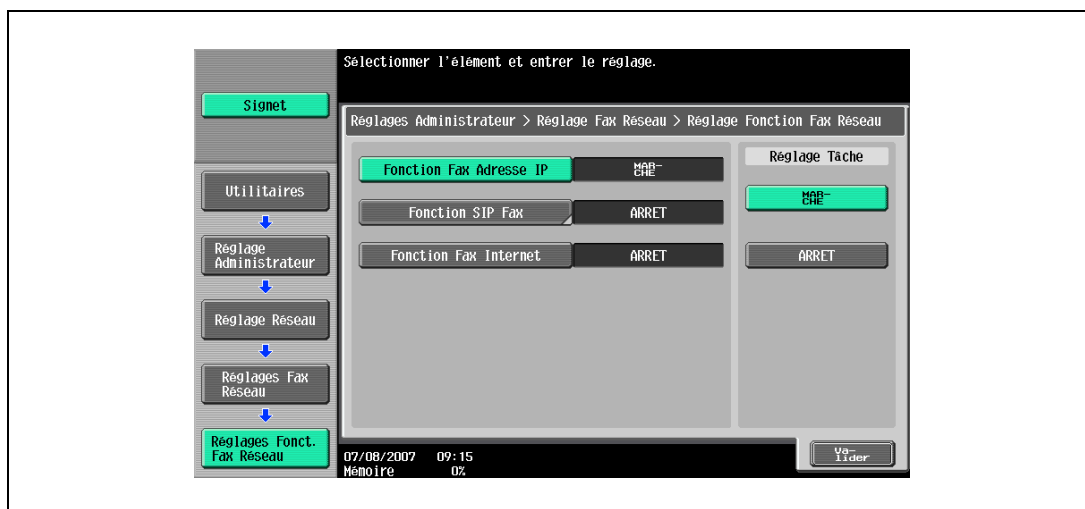 Sélectionner l'élément et entrer le réglage.
Signet
Réglages Administrateur > Réglage Fax Réseau > Réglage Fonction Fax Réseau
Utilitaires
Réglage
Administrateur
Réglage Réseau
Réglages Fax
Réseau
Réglages Fonct.
Fax Réseau
Fonction Fax Adresse IP
MAR-
CHE
Fonction SIP Fax
ARRET
Fonction Fax Internet
ARRET
Réglage Tâche
MAR-
CHE
ARRET
07/08/2007 09:15
Mémoire 0%
Va-
lider